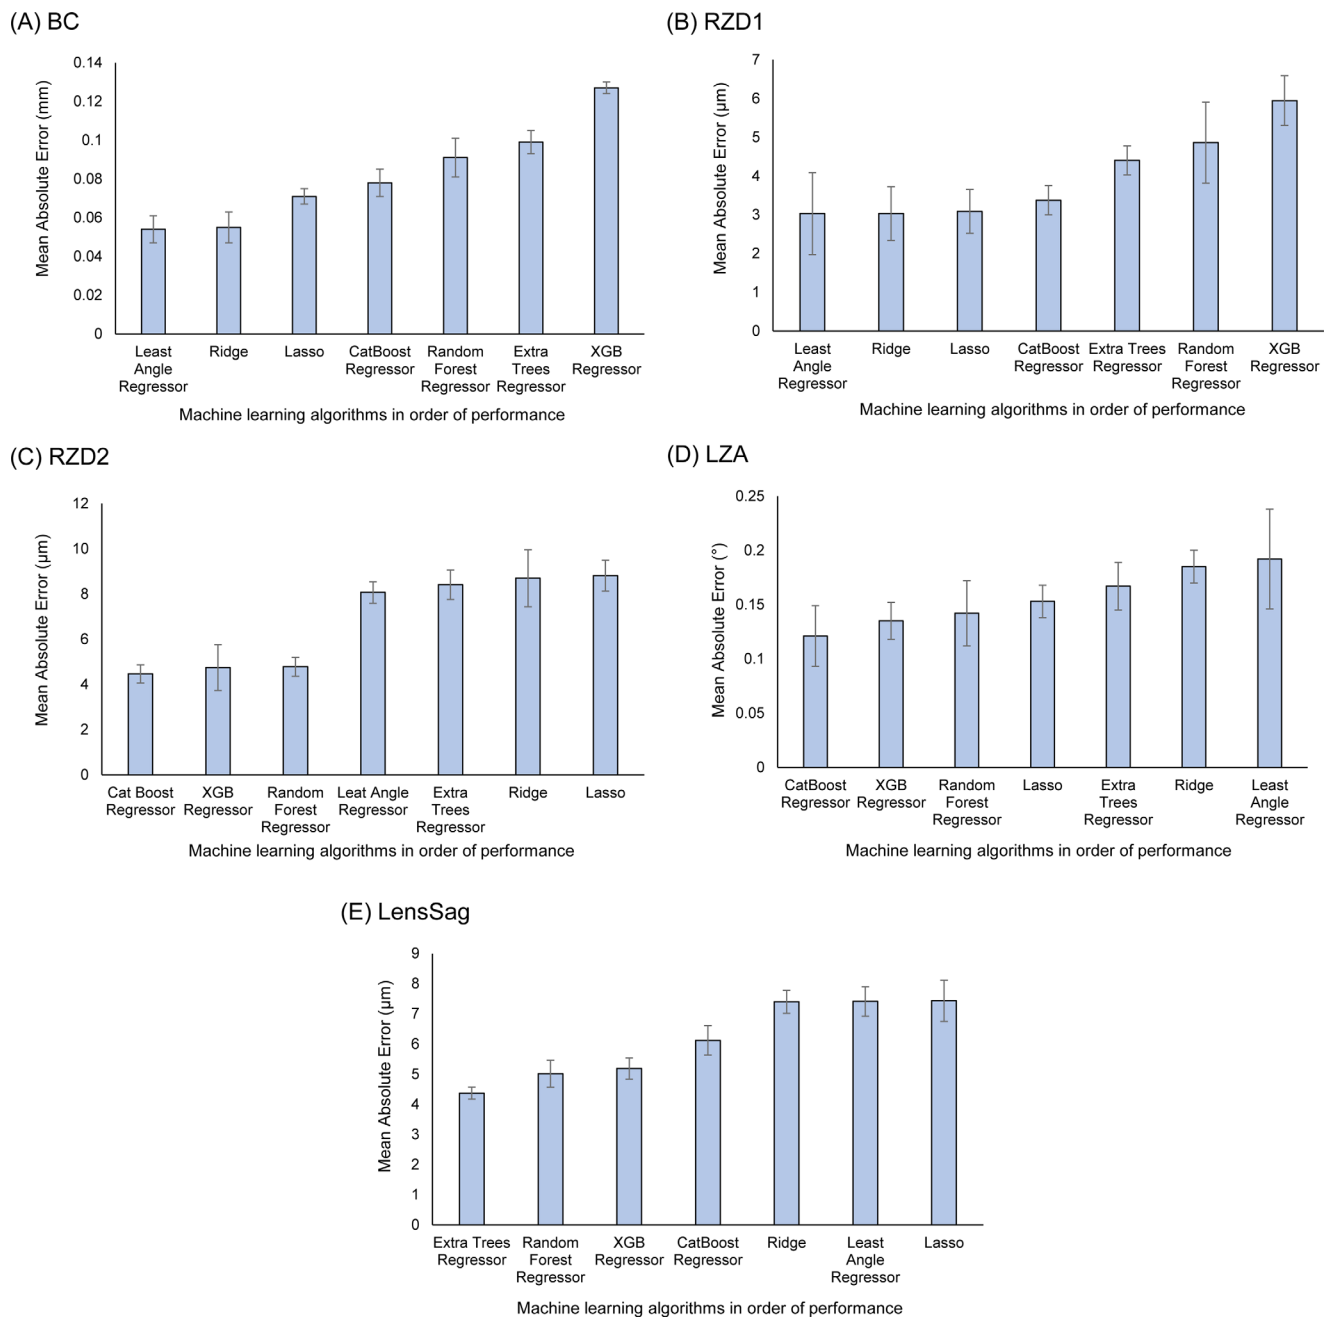 (A) BC
Mean Absolute Error (mm)
0.14
0.12
0.1
0.08
0.06
0.04
0.02
0
Least
Angle
Regressor
Ridge
Lasso
CatBoost
Regressor
Random
Forest
Regressor
Extra
Trees
Regressor
XGB
Regressor
Machine learning algorithms in order of performance
(B) RZD1
Mean Absolute Error (µm)
7
6
5
4
3
2
1
0
Least
Angle
Regressor
Ridge
Lasso
CatBoost
Regressor
Extra Trees
Regressor
Random
Forest
Regressor
XGB
Regressor
Machine learning algorithms in order of performance
(C) RZD2
Mean Absolute Error (µm)
12
10
8
6
4
2
0
Cat Boost
Regressor
XGB
Regressor
Random
Forest
Regressor
Leat Angle
Regressor
Extra
Trees
Regressor
Ridge
Lasso
Machine learning algorithms in order of performance
(D) LZA
Mean Absolute Error (°)
0.25
0.2
0.15
0.1
0.05
0
CatBoost
Regressor
XGB
Regressor
Random
Forest
Regressor
Lasso
Extra
Trees
Regressor
Ridge
Least
Angle
Regressor
Machine learning algorithms in order of performance
(E) LensSag
Mean Absolute Error (µm)
9
8
7
6
5
4
3
2
1
0
Extra Trees
Regressor
Random
Forest
Regressor
XGB
Regressor
CatBoost
Regressor
Ridge
Least
Angle
Regressor
Lasso
Machine learning algorithms in order of performance